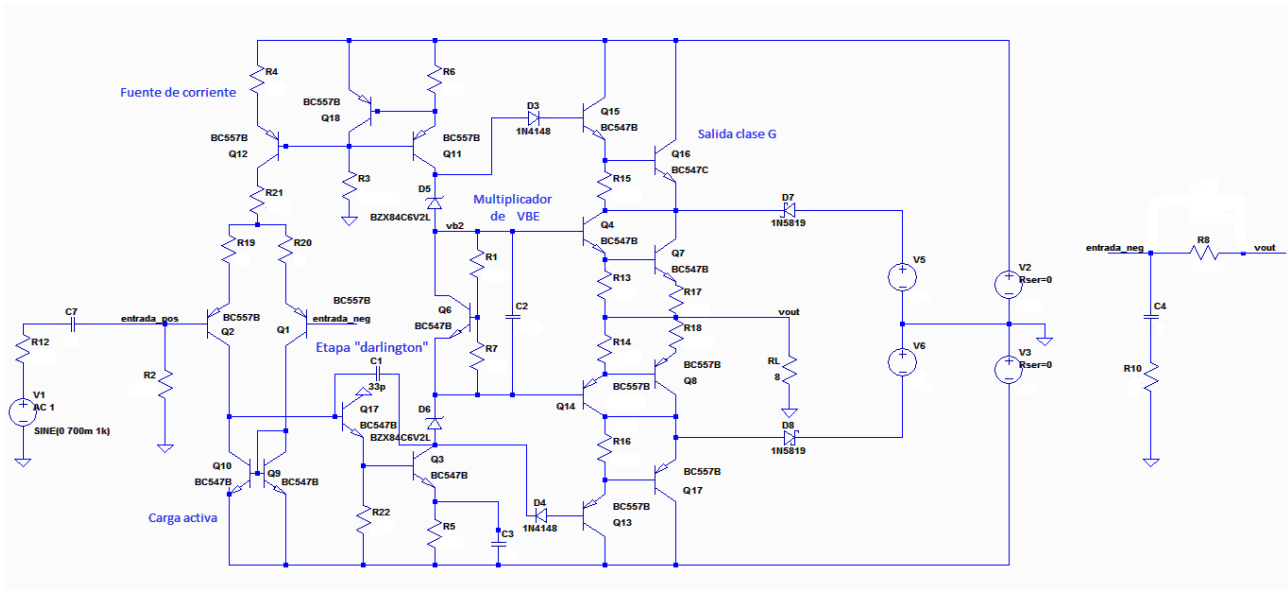 R4
R6
Fuente de corriente
BC557B
Q18
D3
1N4148
Q15
BC547B
Salida clase G
BC557B
Q12
BC557B
Q11
Q16
BC547C
R3
R15
R21
D5
BZX84C6V2L
Multiplicador
de VBE
D7
1N5819
vb2
Q4
BC547B
R19
R20
R1
Q7
BC547B
R13
V5
V2
Rser=0
R8
entrada_neg
vout
C7
entrada_pos
BC557B
Q2
BC557B
Q1
entrada_neg
Q6
BC547B
C2
R17
vout
R12
Etapa "darlington"
R7
R14
R18
V6
V3
Rser=0
C4
R2
C1
33p
BC557B
Q8
RL
8
R10
V1
AC 1
SINE(0 700m 1k)
Q17
BC547B
D6
BZX84C6V2L
Q14
BC557B
Q10
BC547B
Q9
BC547B
Q3
BC547B
R16
D8
1N5819
BC557B
Q17
Carga activa
R22
R5
C3
D4
1N4148
BC557B
Q13